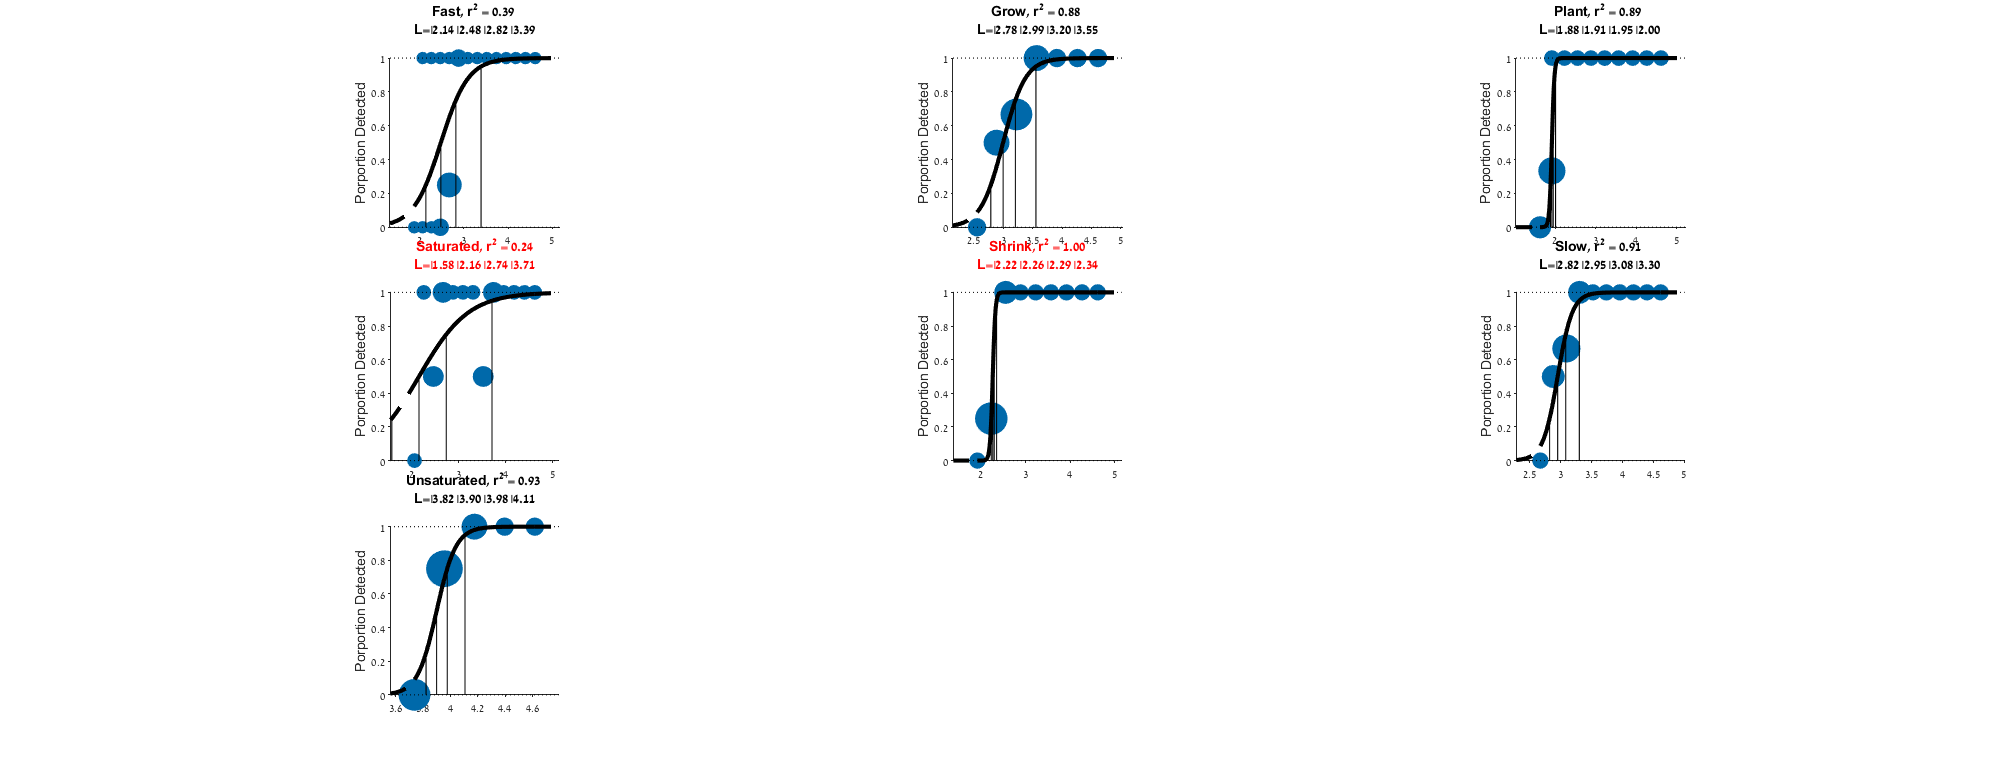 Fast, r² = 0.39
L=|2.14|2.48|2.82|3.39
Grow, r² = 0.88
L=|2.78|2.99|3.20|3.55
Plant, r² = 0.89
L=|1.88|1.91|1.95|2.00
Porportion Detected
1
0.8
0.6
0.4
0.2
0
2 3 4 5
Porportion Detected
1
0.8
0.6
0.4
0.2
0
2.5 3 3.5 4 4.5 5
Porportion Detected
1
0.8
0.6
0.4
0.2
0
2 3 4 5
Saturated, r² = 0.24
L=|1.58|2.16|2.74|3.71
Shrink, r² = 1.00
L=|2.22|2.26|2.29|2.34
Slow, r² = 0.91
L=|2.82|2.95|3.08|3.30
Porportion Detected
1
0.8
0.6
0.4
0.2
0
2 3 4 5
Porportion Detected
1
0.8
0.6
0.4
0.2
0
2 3 4 5
Porportion Detected
1
0.8
0.6
0.4
0.2
0
2.5 3 3.5 4 4.5 5
Unsaturated, r² = 0.93
L=|3.82|3.90|3.98|4.11
Porportion Detected
1
0.8
0.6
0.4
0.2
0
3.6 3.8 4 4.2 4.4 4.6